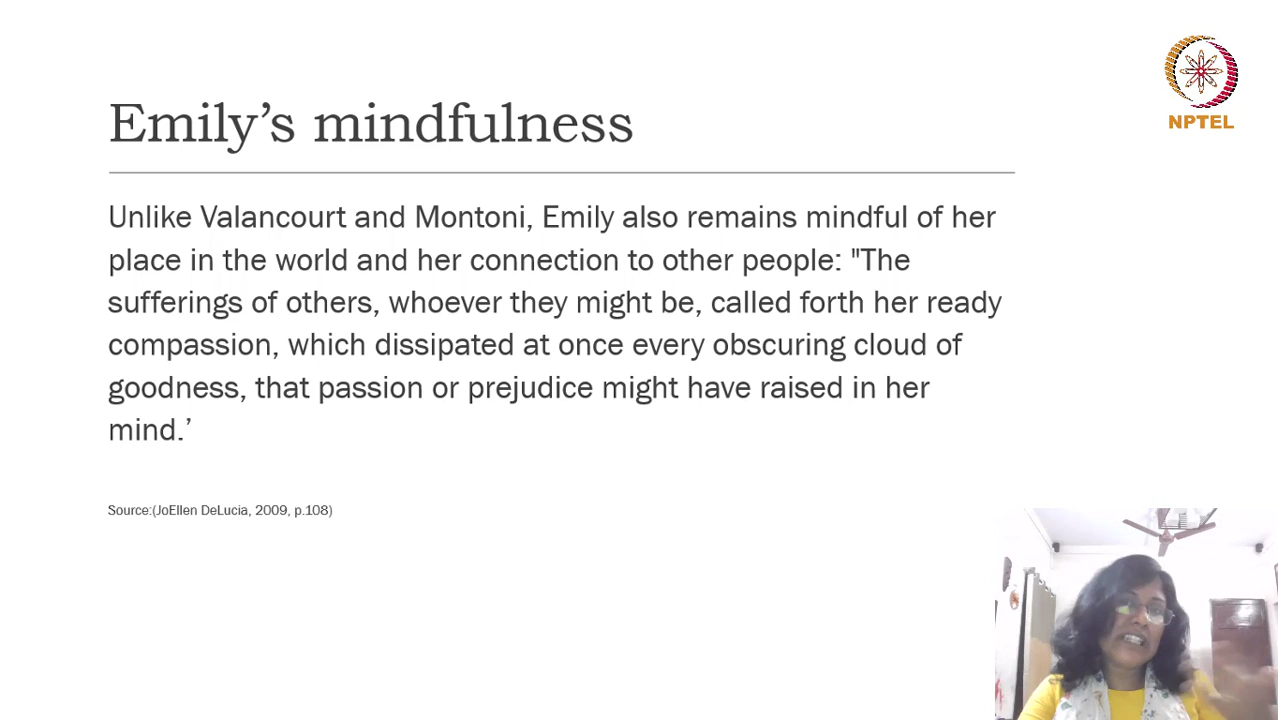 Emily’s mindfulness
NPTEL
Unlike Valancourt and Montoni, Emily also remains mindful of her
place in the world and her connection to other people: "The
sufferings of others, whoever they might be, called forth her ready
compassion, which dissipated at once every obscuring cloud of
goodness, that passion or prejudice might have raised in her
mind.’
Source:(JoEllen DeLucia, 2009, p.108)